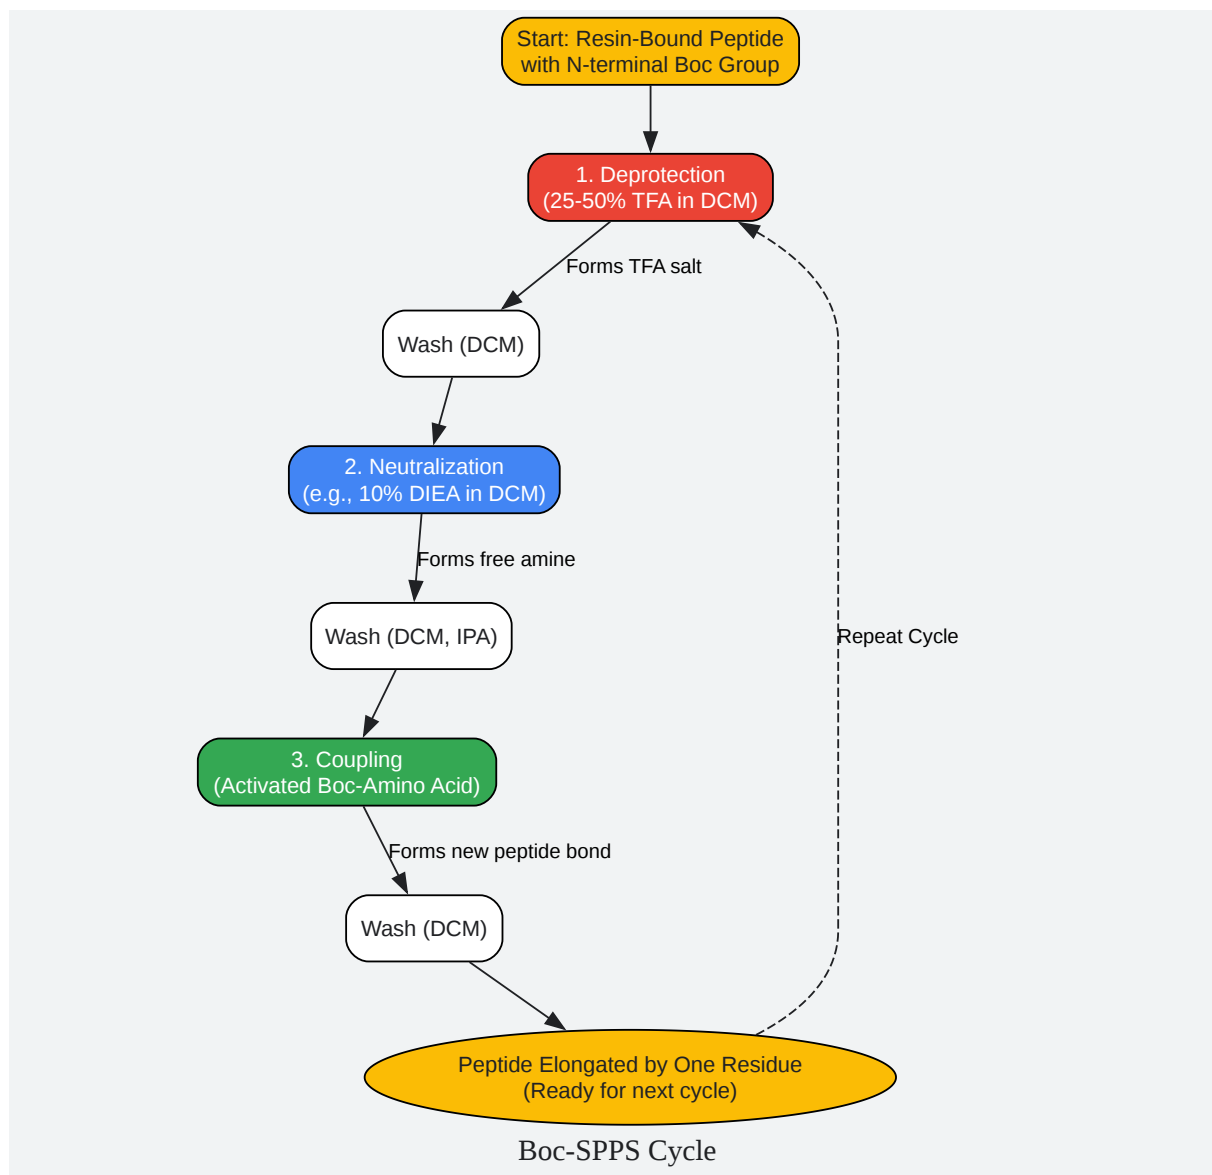 Start: Resin-Bound Peptide
with N-terminal Boc Group
1. Deprotection
(25-50% TFA in DCM)
Forms TFA salt
Wash (DCM)
2. Neutralization
(e.g., 10% DIEA in DCM)
Forms free amine
Wash (DCM, IPA)
Repeat Cycle
3. Coupling
(Activated Boc-Amino Acid)
Forms new peptide bond
Wash (DCM)
Peptide Elongated by One Residue
(Ready for next cycle)
Boc-SPPS Cycle